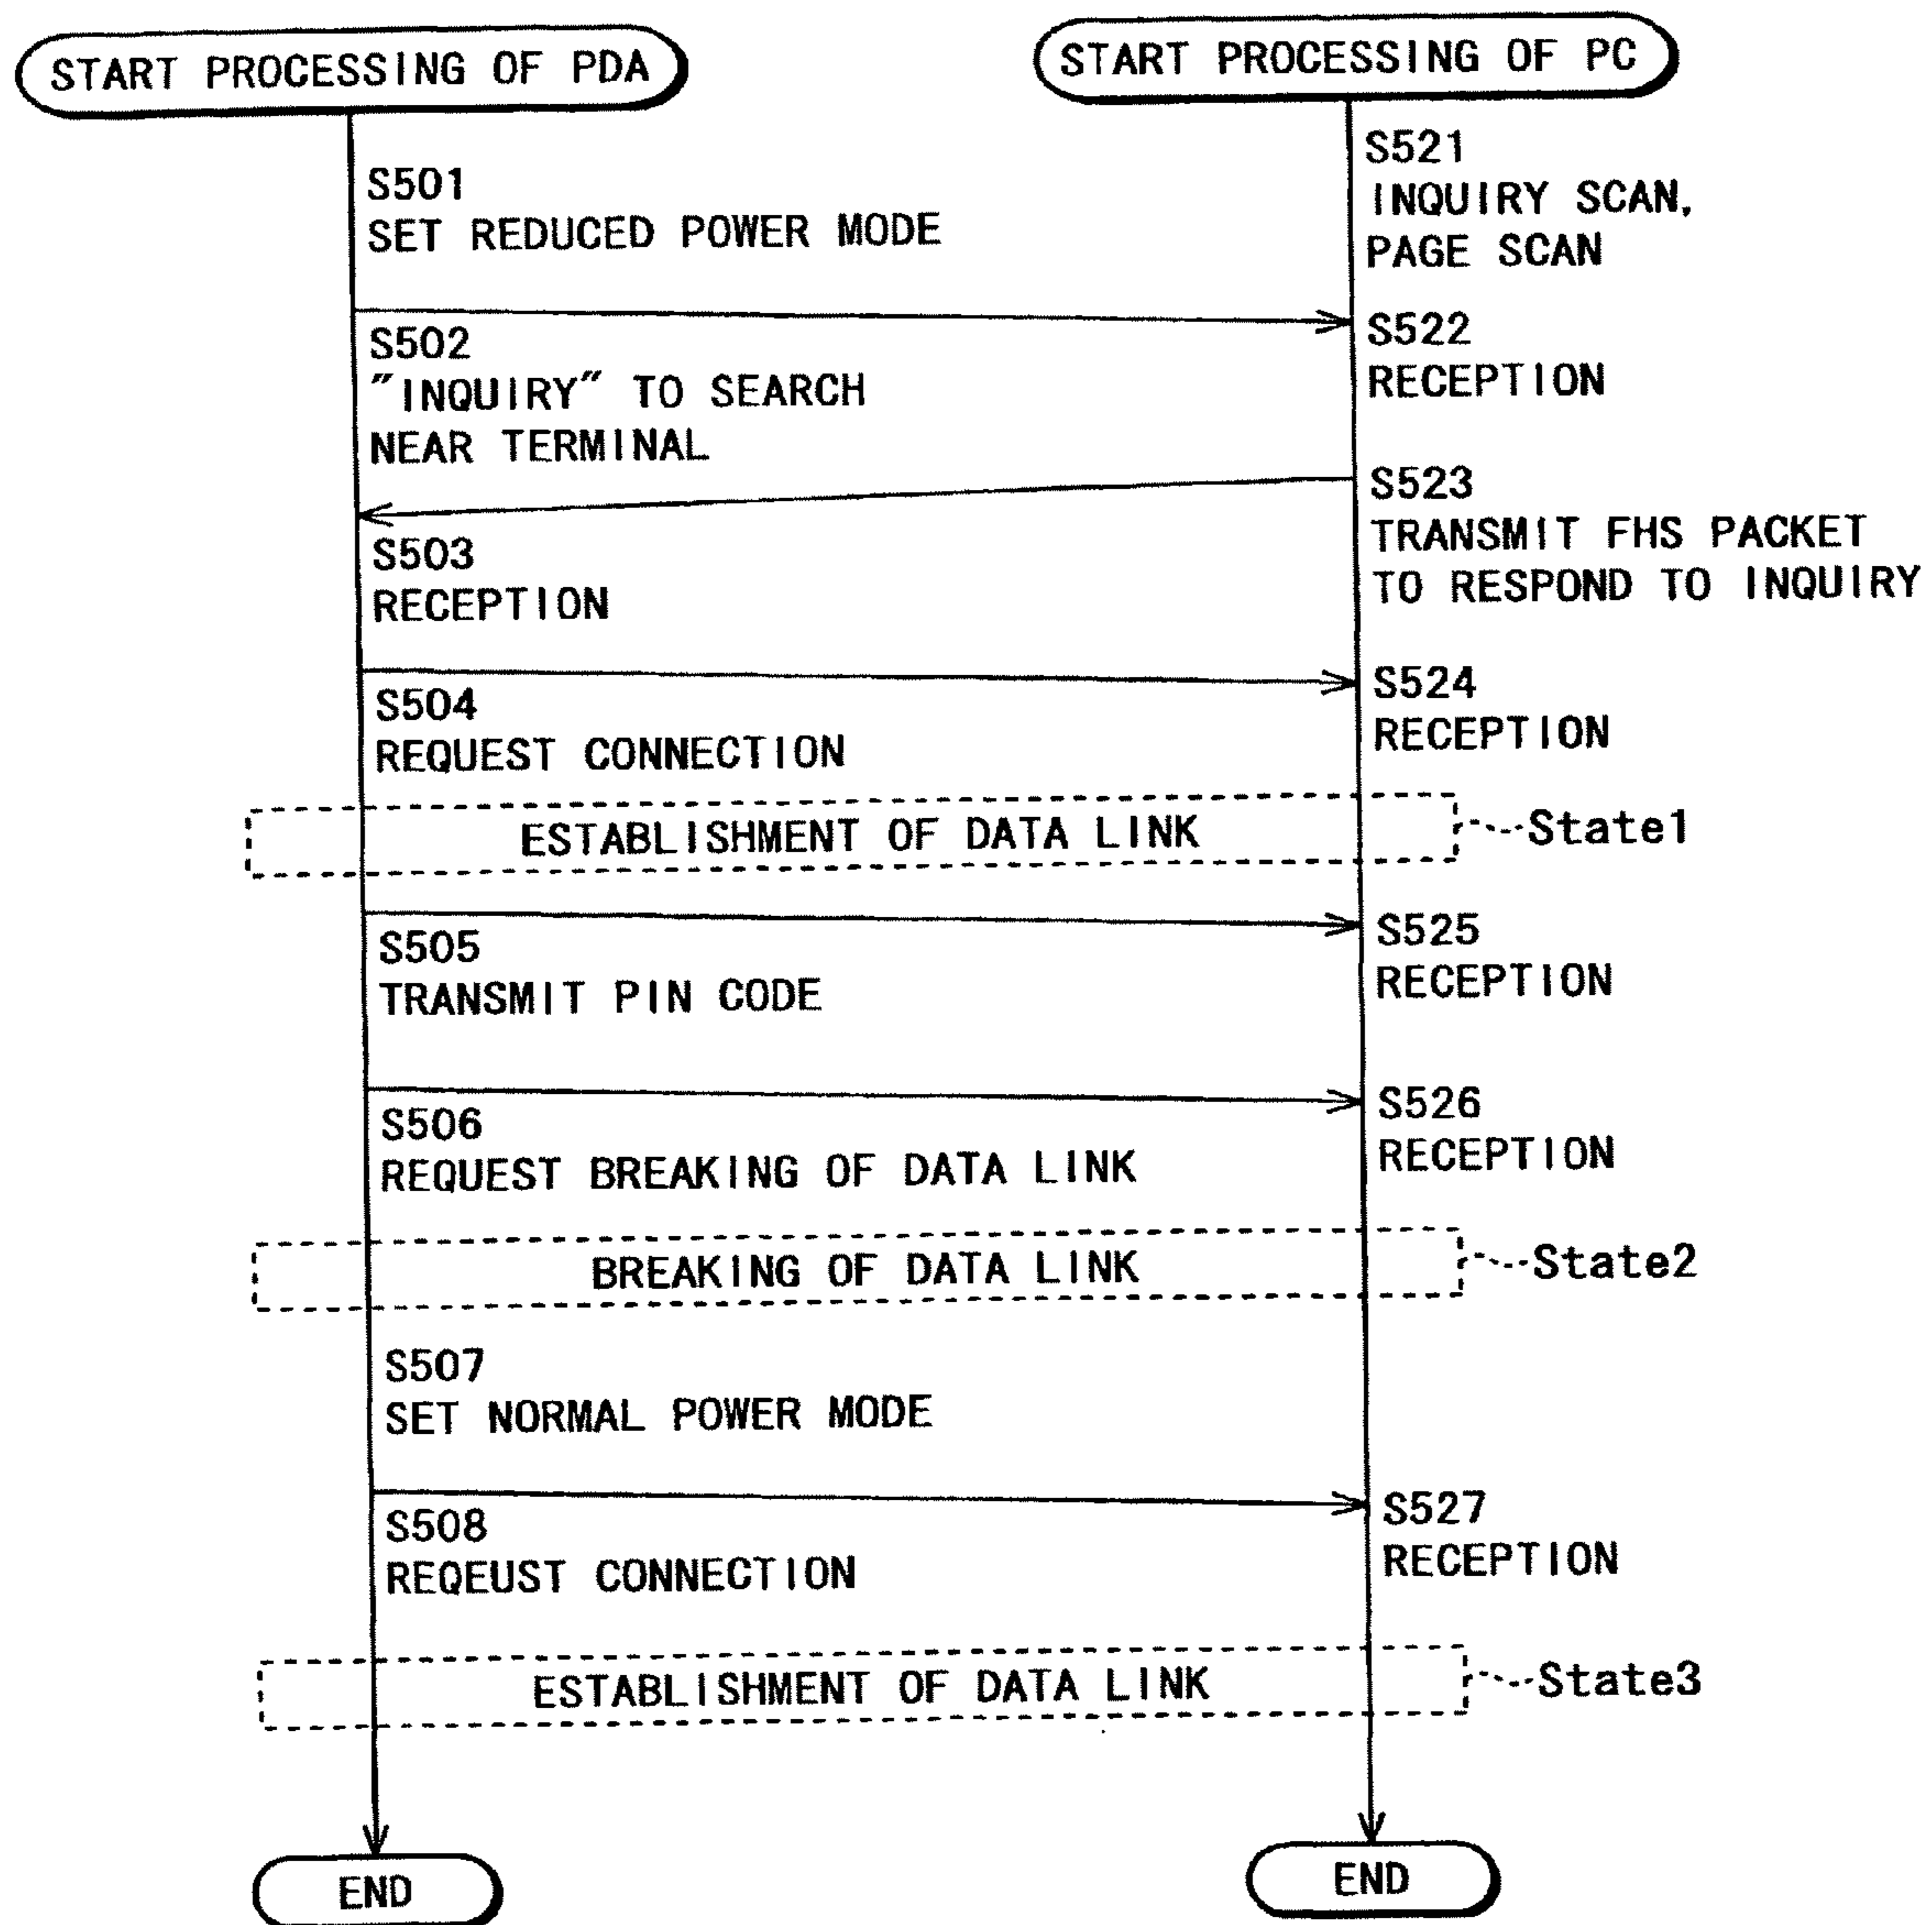 START PROCESSING OF PDA
START PROCESSING OF PC
S501
SET REDUCED POWER MODE
S521
INQUIRY SCAN,
PAGE SCAN
S502
"INQUIRY" TO SEARCH
NEAR TERMINAL
S522
RECEPTION
S523
TRANSMIT FHS PACKET
TO RESPOND TO INQUIRY
S503
RECEPTION
S504
REQUEST CONNECTION
S524
RECEPTION
ESTABLISHMENT OF DATA LINK
State1
S505
TRANSMIT PIN CODE
S525
RECEPTION
S506
REQUEST BREAKING OF DATA LINK
S526
RECEPTION
BREAKING OF DATA LINK
State2
S507
SET NORMAL POWER MODE
S508
REQEUST CONNECTION
S527
RECEPTION
ESTABLISHMENT OF DATA LINK
State3
END
END